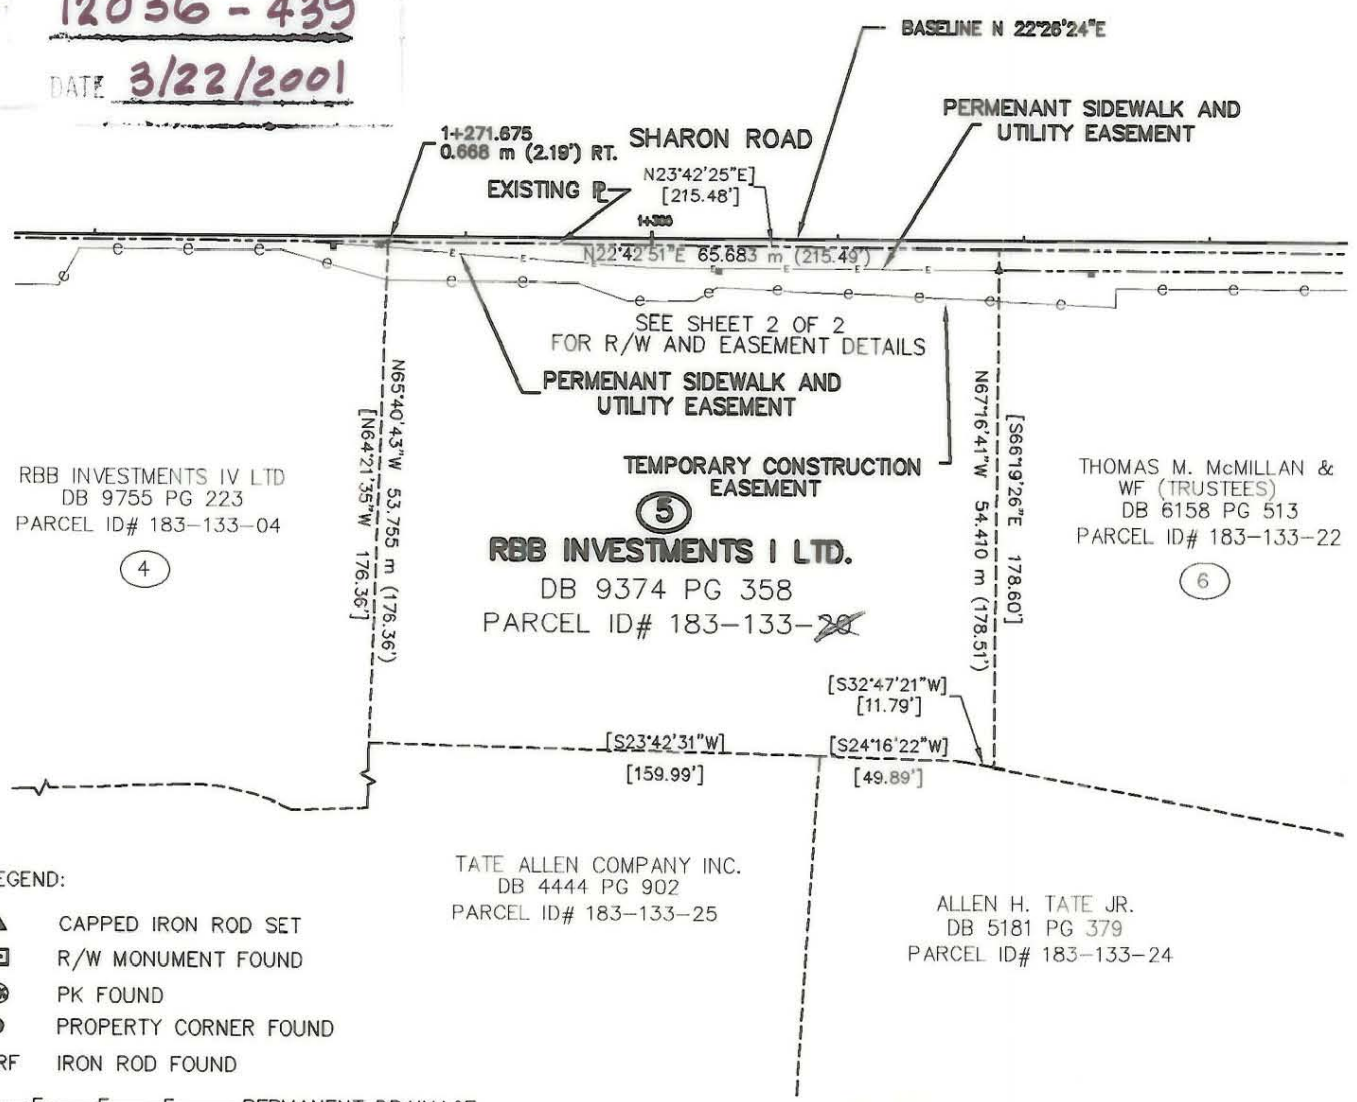 12036 - 439
DATE 3/22/2001
BASELINE N 22°26'24"E
PERMENANT SIDEWALK AND
UTILITY EASEMENT
1+271.675
0.668 m (2.19') RT.
SHARON ROAD
EXISTING PL
N23°42'25"E]
[215.48']
1+300
N22°42'51"E 65.683 m (215.49')
SEE SHEET 2 OF 2
FOR R/W AND EASEMENT DETAILS
PERMENANT SIDEWALK AND
UTILITY EASEMENT
N65°40'43"W 53.755 m (176.36')
[N64°21'35"W 176.36']
N67°16'41"W 54.410 m (178.51')
[S66°19'26"E 178.60']
TEMPORARY CONSTRUCTION
EASEMENT
RBB INVESTMENTS IV LTD
DB 9755 PG 223
PARCEL ID# 183-133-04
4
5
RBB INVESTMENTS I LTD.
DB 9374 PG 358
PARCEL ID# 183-133-
THOMAS M. McMILLAN &
WF (TRUSTEES)
DB 6158 PG 513
PARCEL ID# 183-133-22
6
[S32°47'21"W]
[11.79']
[S23°42'31"W]
[159.99']
[S24°16'22"W]
[49.89']
TATE ALLEN COMPANY INC.
DB 4444 PG 902
PARCEL ID# 183-133-25
ALLEN H. TATE JR.
DB 5181 PG 379
PARCEL ID# 183-133-24
EGEND:
CAPPED IRON ROD SET
R/W MONUMENT FOUND
PK FOUND
PROPERTY CORNER FOUND
RF IRON ROD FOUND
E E E PERMANENT DRAINAGE